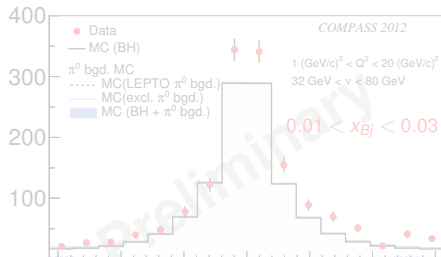 400
300
200
100
Data
MC (BH)
π⁰ bgd. MC
MC(LEPTO π⁰ bgd.)
MC(excl. π⁰ bgd.)
MC (BH + π⁰ bgd.)
COMPASS 2012
1 (GeV/c)² < Q² < 20 (GeV/c)²
32 GeV < ν < 80 GeV
0.01 < x_Bj < 0.03
Preliminary